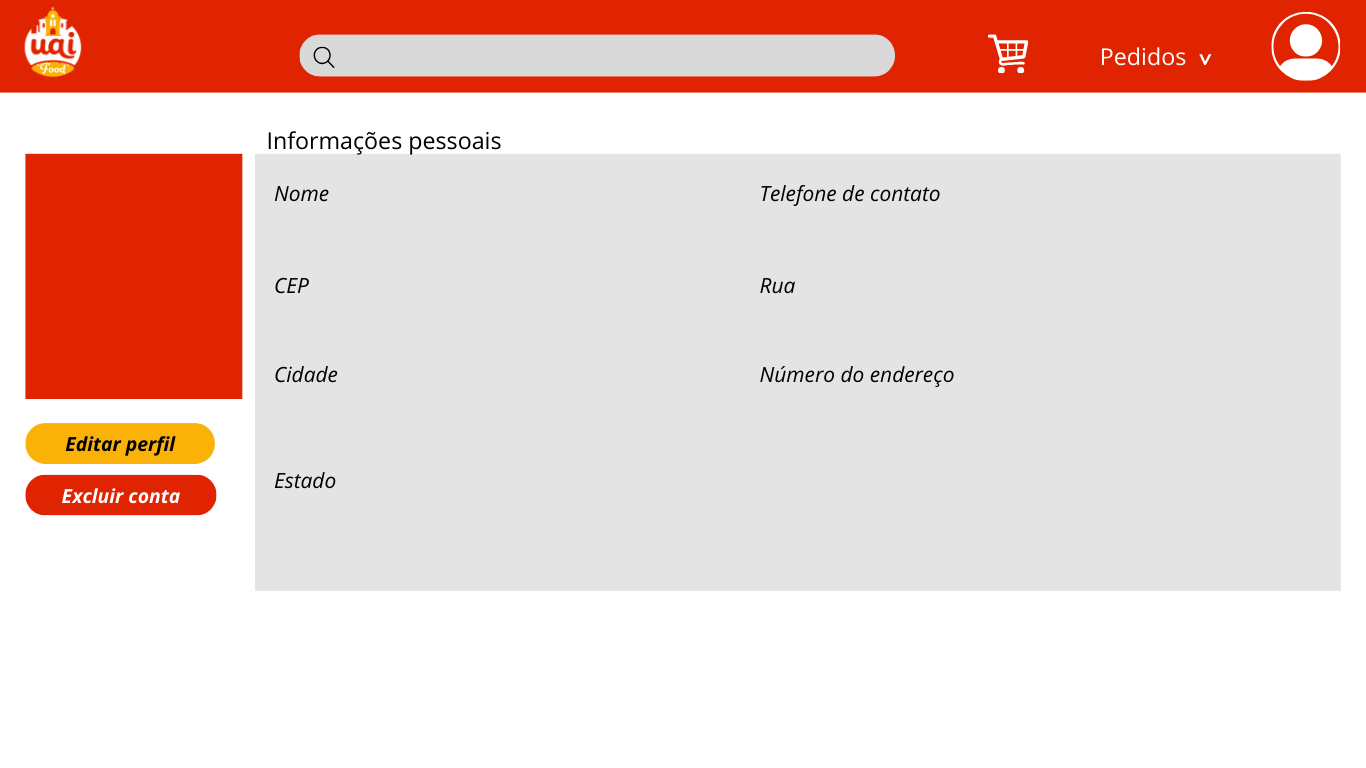 uai
Food
Pedidos v
Informações pessoais
Nome
Telefone de contato
CEP
Rua
Cidade
Número do endereço
Editar perfil
Estado
Excluir conta